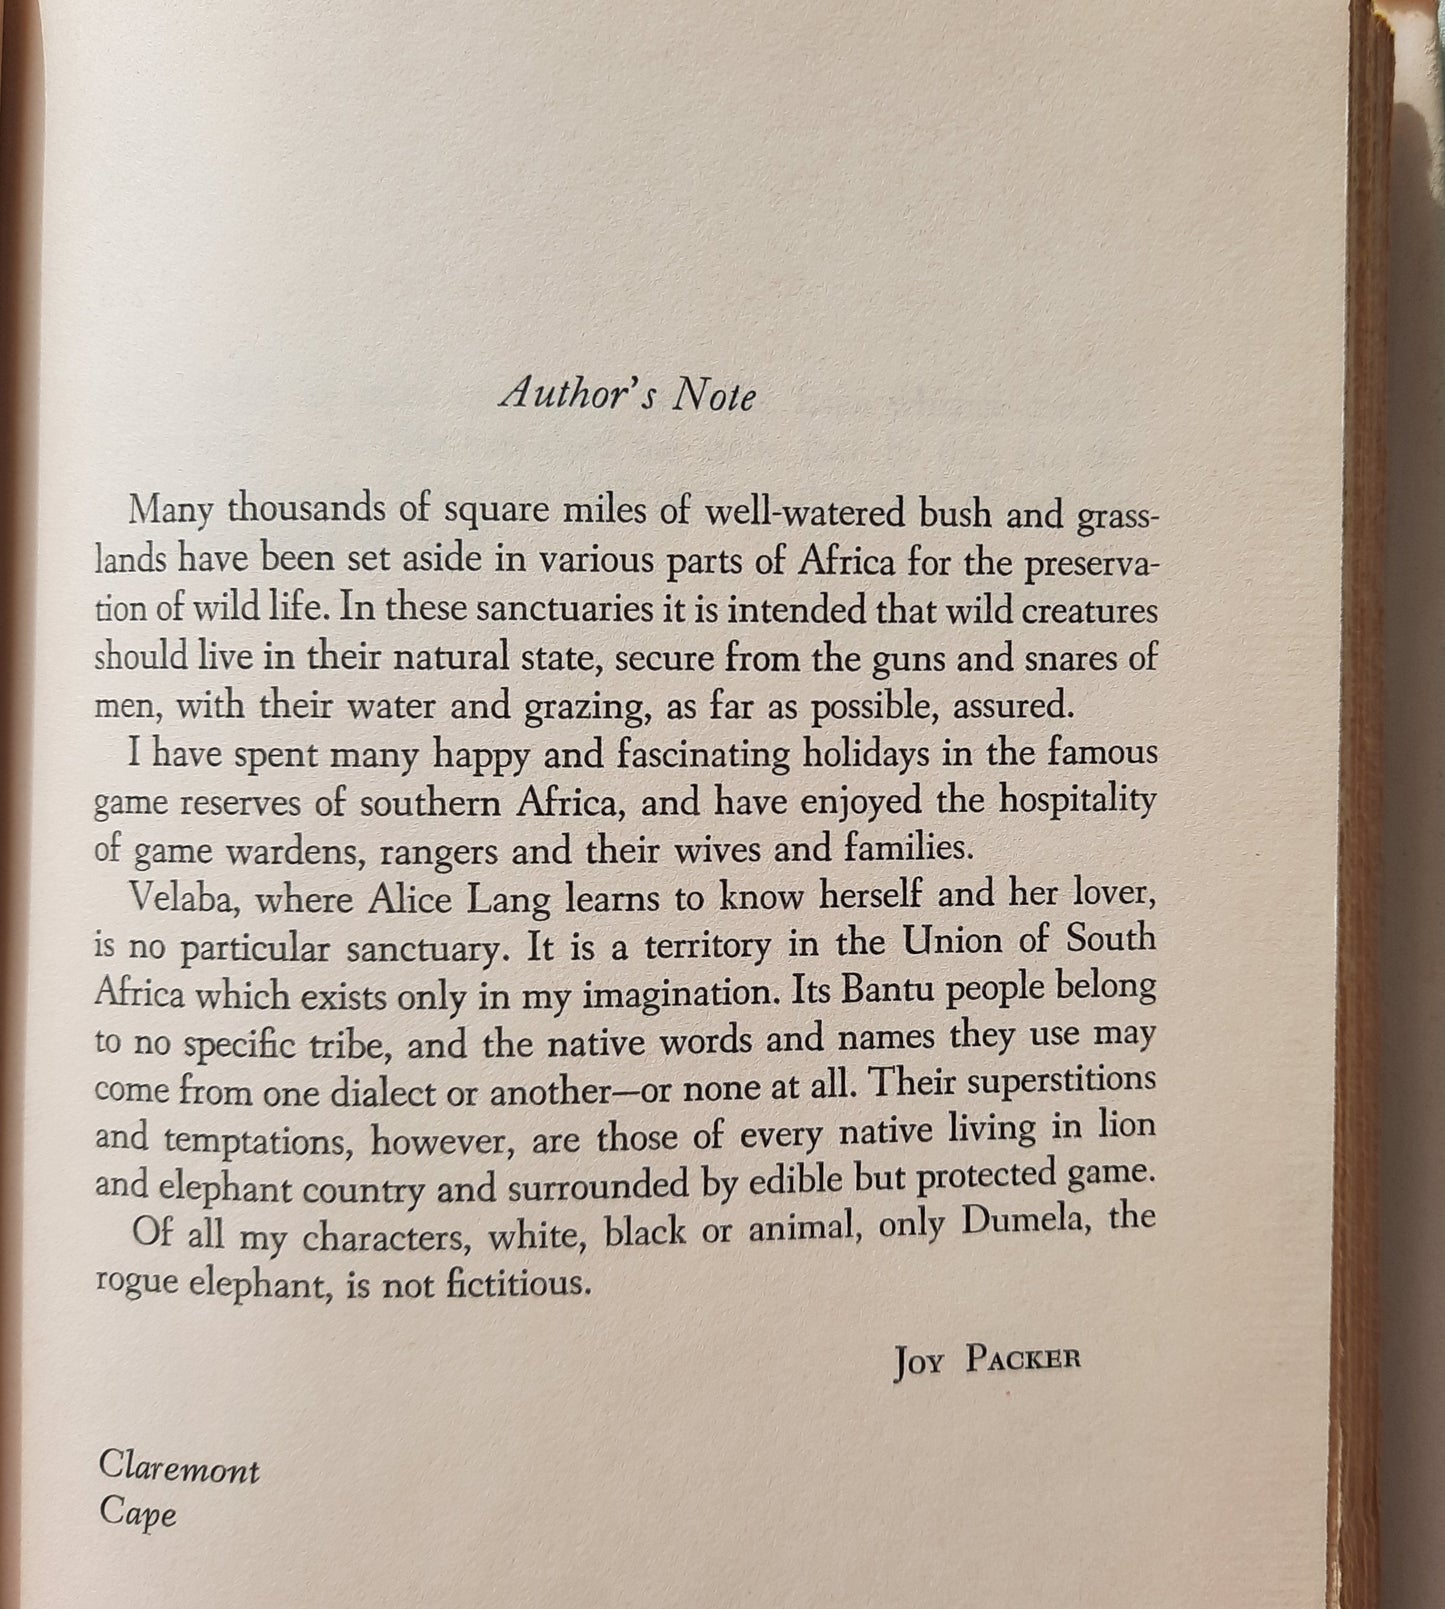 Author's Note
Many thousands of square miles of well-watered bush and grass-
lands have been set aside in various parts of Africa for the preserva-
tion of wild life. In these sanctuaries it is intended that wild creatures
should live in their natural state, secure from the guns and snares of
men, with their water and grazing, as far as possible, assured.
I have spent many happy and fascinating holidays in the famous
game reserves of southern Africa, and have enjoyed the hospitality
of game wardens, rangers and their wives and families.
Velaba, where Alice Lang learns to know herself and her lover,
is no particular sanctuary. It is a territory in the Union of South
Africa which exists only in my imagination. Its Bantu people belong
to no specific tribe, and the native words and names they use may
come from one dialect or another—or none at all. Their superstitions
and temptations, however, are those of every native living in lion
and elephant country and surrounded by edible but protected game.
Of all my characters, white, black or animal, only Dumela, the
rogue elephant, is not fictitious.
JOY PACKER
Claremont
Cape